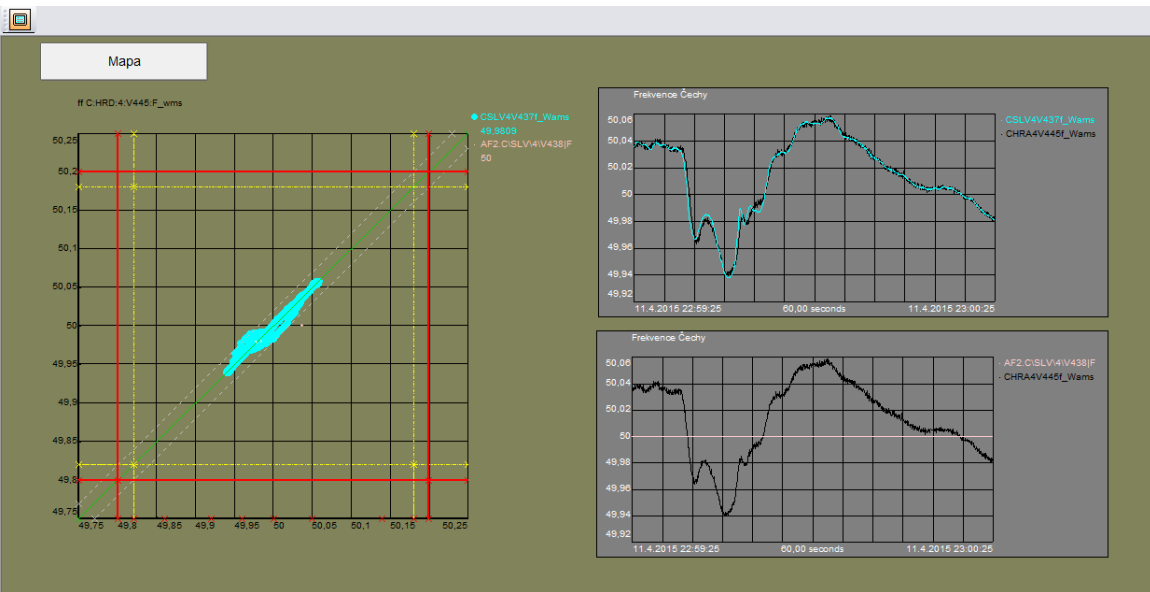 Mapa
ff C:HRD:4:V445:F_wms
CSLV4V437f_Wams
49,9809
AF2.C\SLV\4\V438|F
50
50,25
50,2
50,15
50,1
50,05
50
49,95
49,9
49,85
49,8
49,75
49,75 49,8 49,85 49,9 49,95 50 50,05 50,1 50,15 50,25
Frekvence Čechy
CSLV4V437f_Wams
CHRA4V445f_Wams
50,06
50,04
50,02
50
49,98
49,96
49,94
49,92
11.4.2015 22:59:25 60,00 seconds 11.4.2015 23:00:25
Frekvence Čechy
AF2.C\SLV\4\V438|F
CHRA4V445f_Wams
50,06
50,04
50,02
50
49,98
49,96
49,94
49,92
11.4.2015 22:59:25 60,00 seconds 11.4.2015 23:00:25